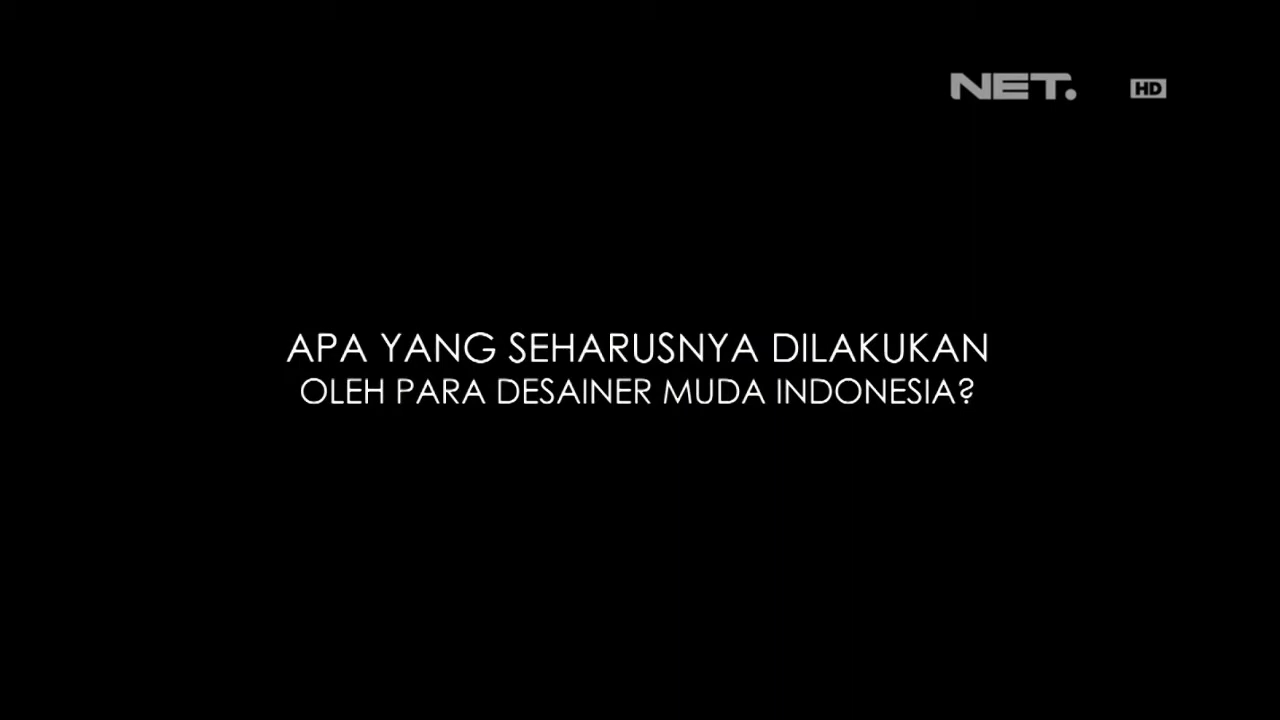 NET. HD
APA YANG SEHARUSNYA DILAKUKAN
OLEH PARA DESAINER MUDA INDONESIA?